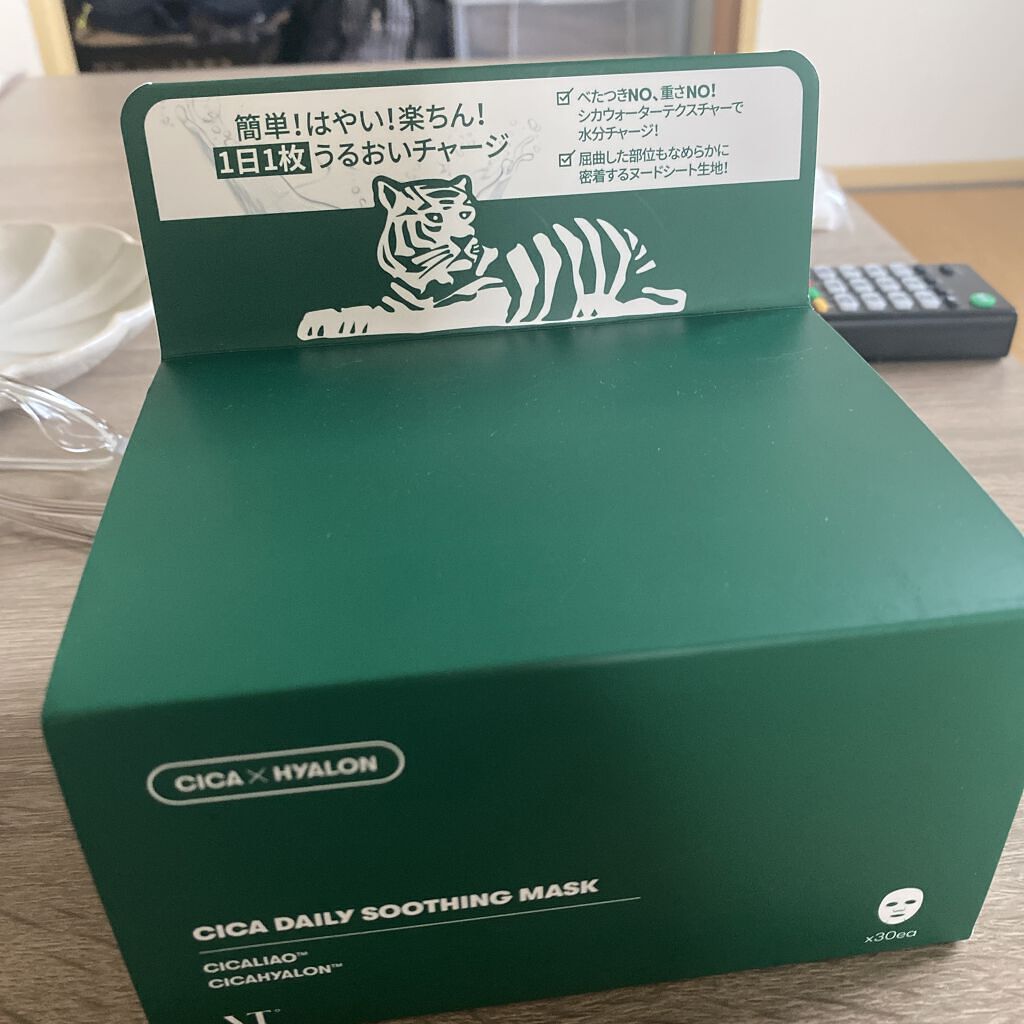 簡単!はやい!楽ちん!
1日1枚うるおいチャージ
べたつきNO、重さNO!
シカウォーターテクスチャーで
水分チャージ!
屈曲した部位もなめらかに
密着するヌードシート生地!
CICA×HYALON
CICA DAILY SOOTHING MASK
CICALIAO™
CICAHYALON™
x30ea
VT